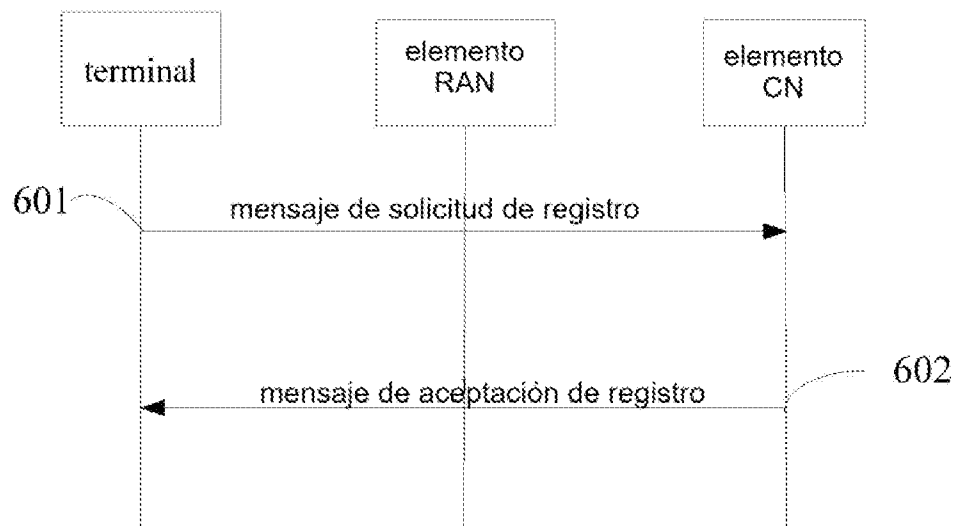 terminal
elemento
RAN
elemento
CN
601
mensaje de solicitud de registro
602
mensaje de aceptación de registro